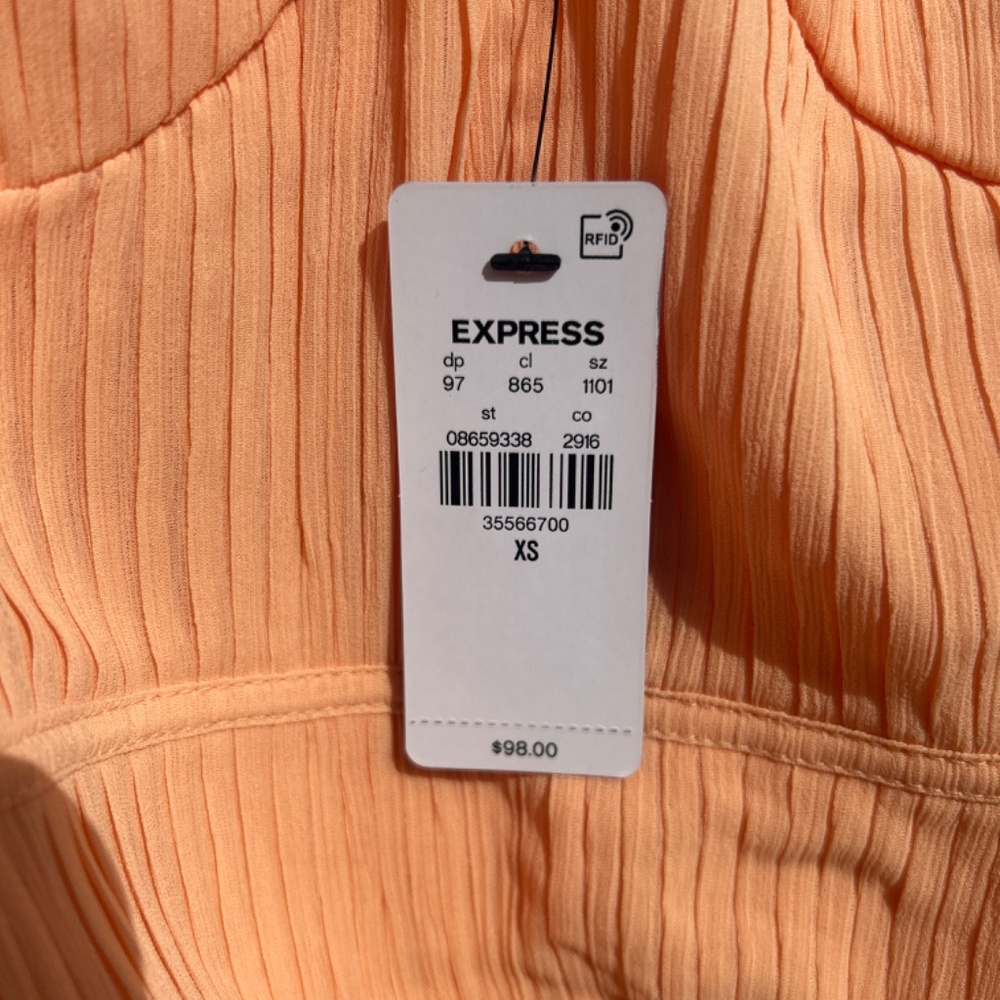 RFID
EXPRESS
dp cl sz
97 865 1101
st co
08659338 2916
35566700
XS
$98.00